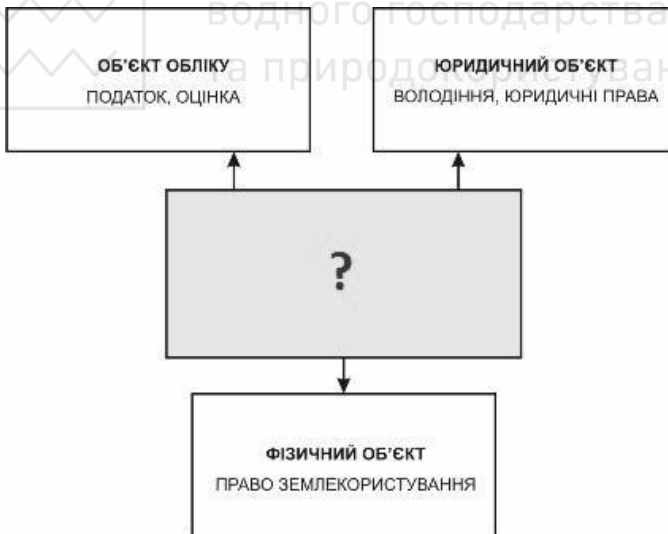 водного господарства
та природокористуван
ОБ'ЄКТ ОБЛІКУ
ПОДАТОК, ОЦІНКА
ЮРИДИЧНИЙ ОБ'ЄКТ
ВОЛОДІННЯ, ЮРИДИЧНІ ПРАВА
?
ФІЗИЧНИЙ ОБ'ЄКТ
ПРАВО ЗЕМЛЕКОРИСТУВАННЯ